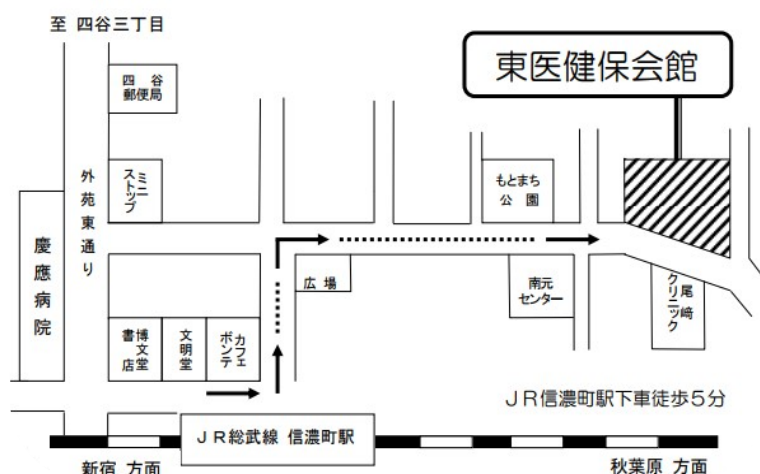 至 四谷三丁目
四 谷
郵便局
東医健保会館
ミニ
ストップ
外苑東通り
もとまち
公 園
慶應病院
広 場
南元
センター
尾﨑
クリニック
博文堂
書店
文明堂
カフェ
ポンテ
JR信濃町駅下車徒歩5分
JR総武線 信濃町駅
新宿 方面
秋葉原 方面